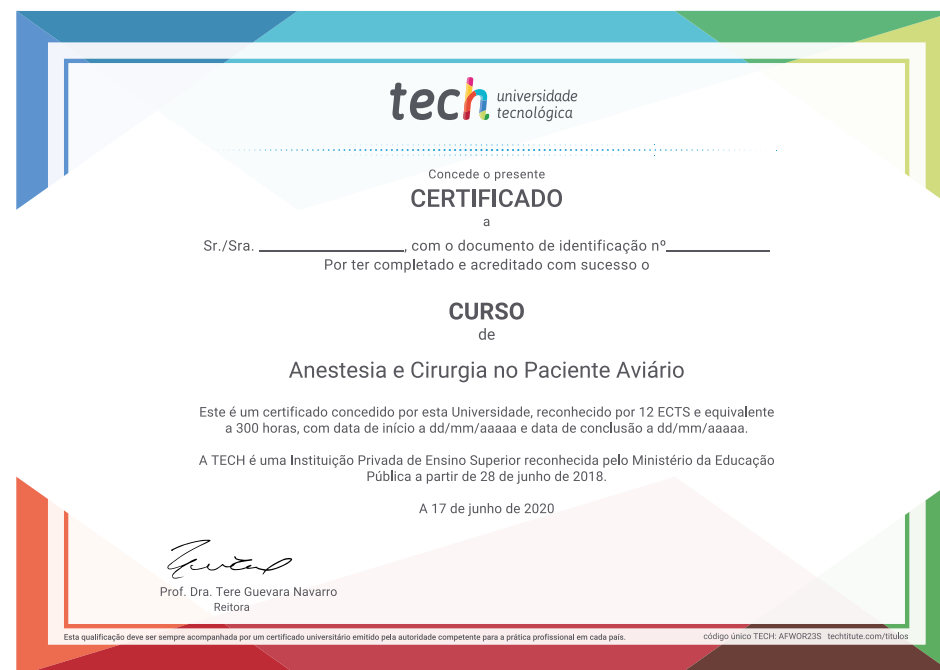 tech universidade
tecnológica
Concede o presente
CERTIFICADO
a
Sr./Sra. ____________________, com o documento de identificação nº______________
Por ter completado e acreditado com sucesso o
CURSO
de
Anestesia e Cirurgia no Paciente Aviário
Este é um certificado concedido por esta Universidade, reconhecido por 12 ECTS e equivalente
a 300 horas, com data de início a dd/mm/aaaaa e data de conclusão a dd/mm/aaaaa.
A TECH é uma Instituição Privada de Ensino Superior reconhecida pelo Ministério da Educação
Pública a partir de 28 de junho de 2018.
A 17 de junho de 2020
Prof. Dra. Tere Guevara Navarro
Reitora
Esta qualificação deve ser sempre acompanhada por um certificado universitário emitido pela autoridade competente para a prática profissional em cada país.
código único TECH: AFWOR23S techtitute.com/titulos